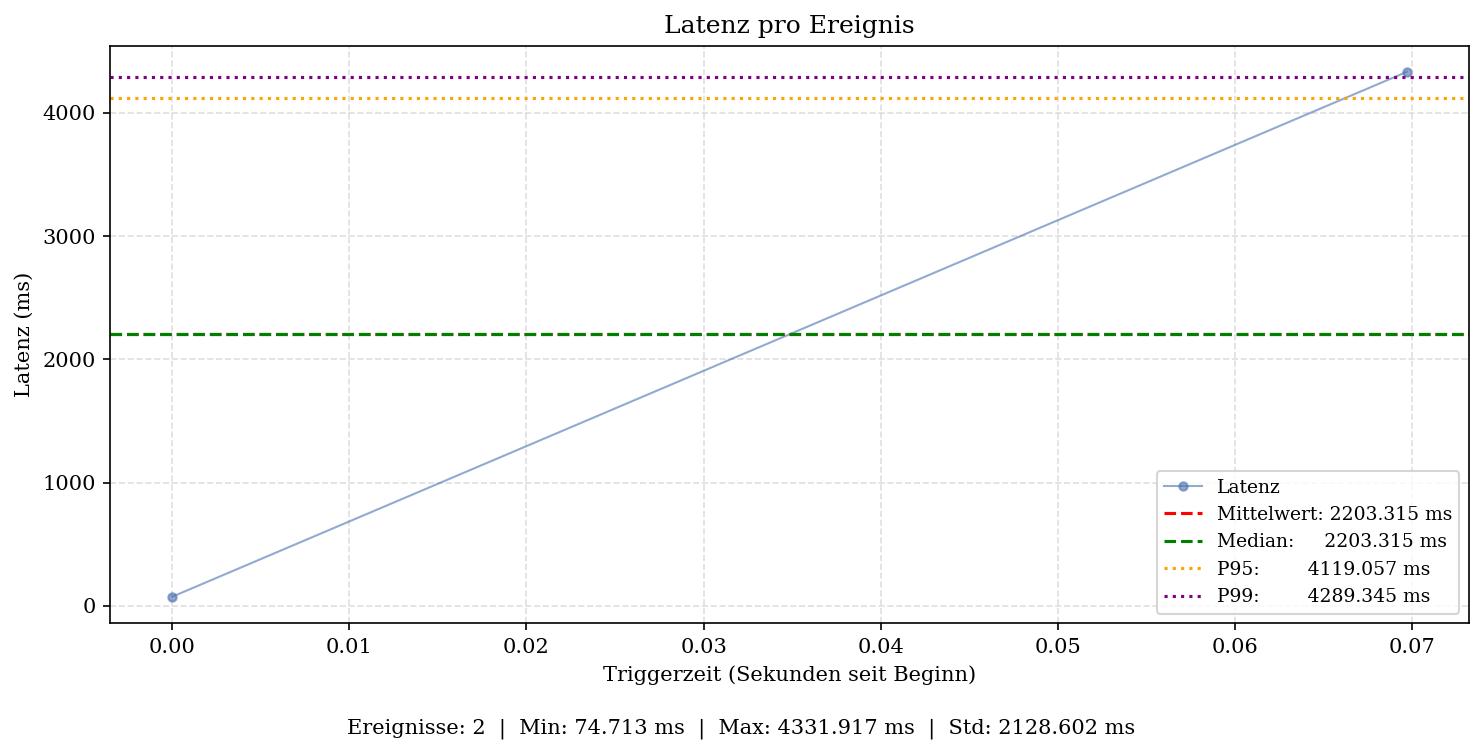 Latenz pro Ereignis
Latenz (ms)
4000
3000
2000
1000
0
Latenz
Mittelwert: 2203.315 ms
Median: 2203.315 ms
P95: 4119.057 ms
P99: 4289.345 ms
0.00 0.01 0.02 0.03 0.04 0.05 0.06 0.07
Triggerzeit (Sekunden seit Beginn)
Ereignisse: 2 | Min: 74.713 ms | Max: 4331.917 ms | Std: 2128.602 ms